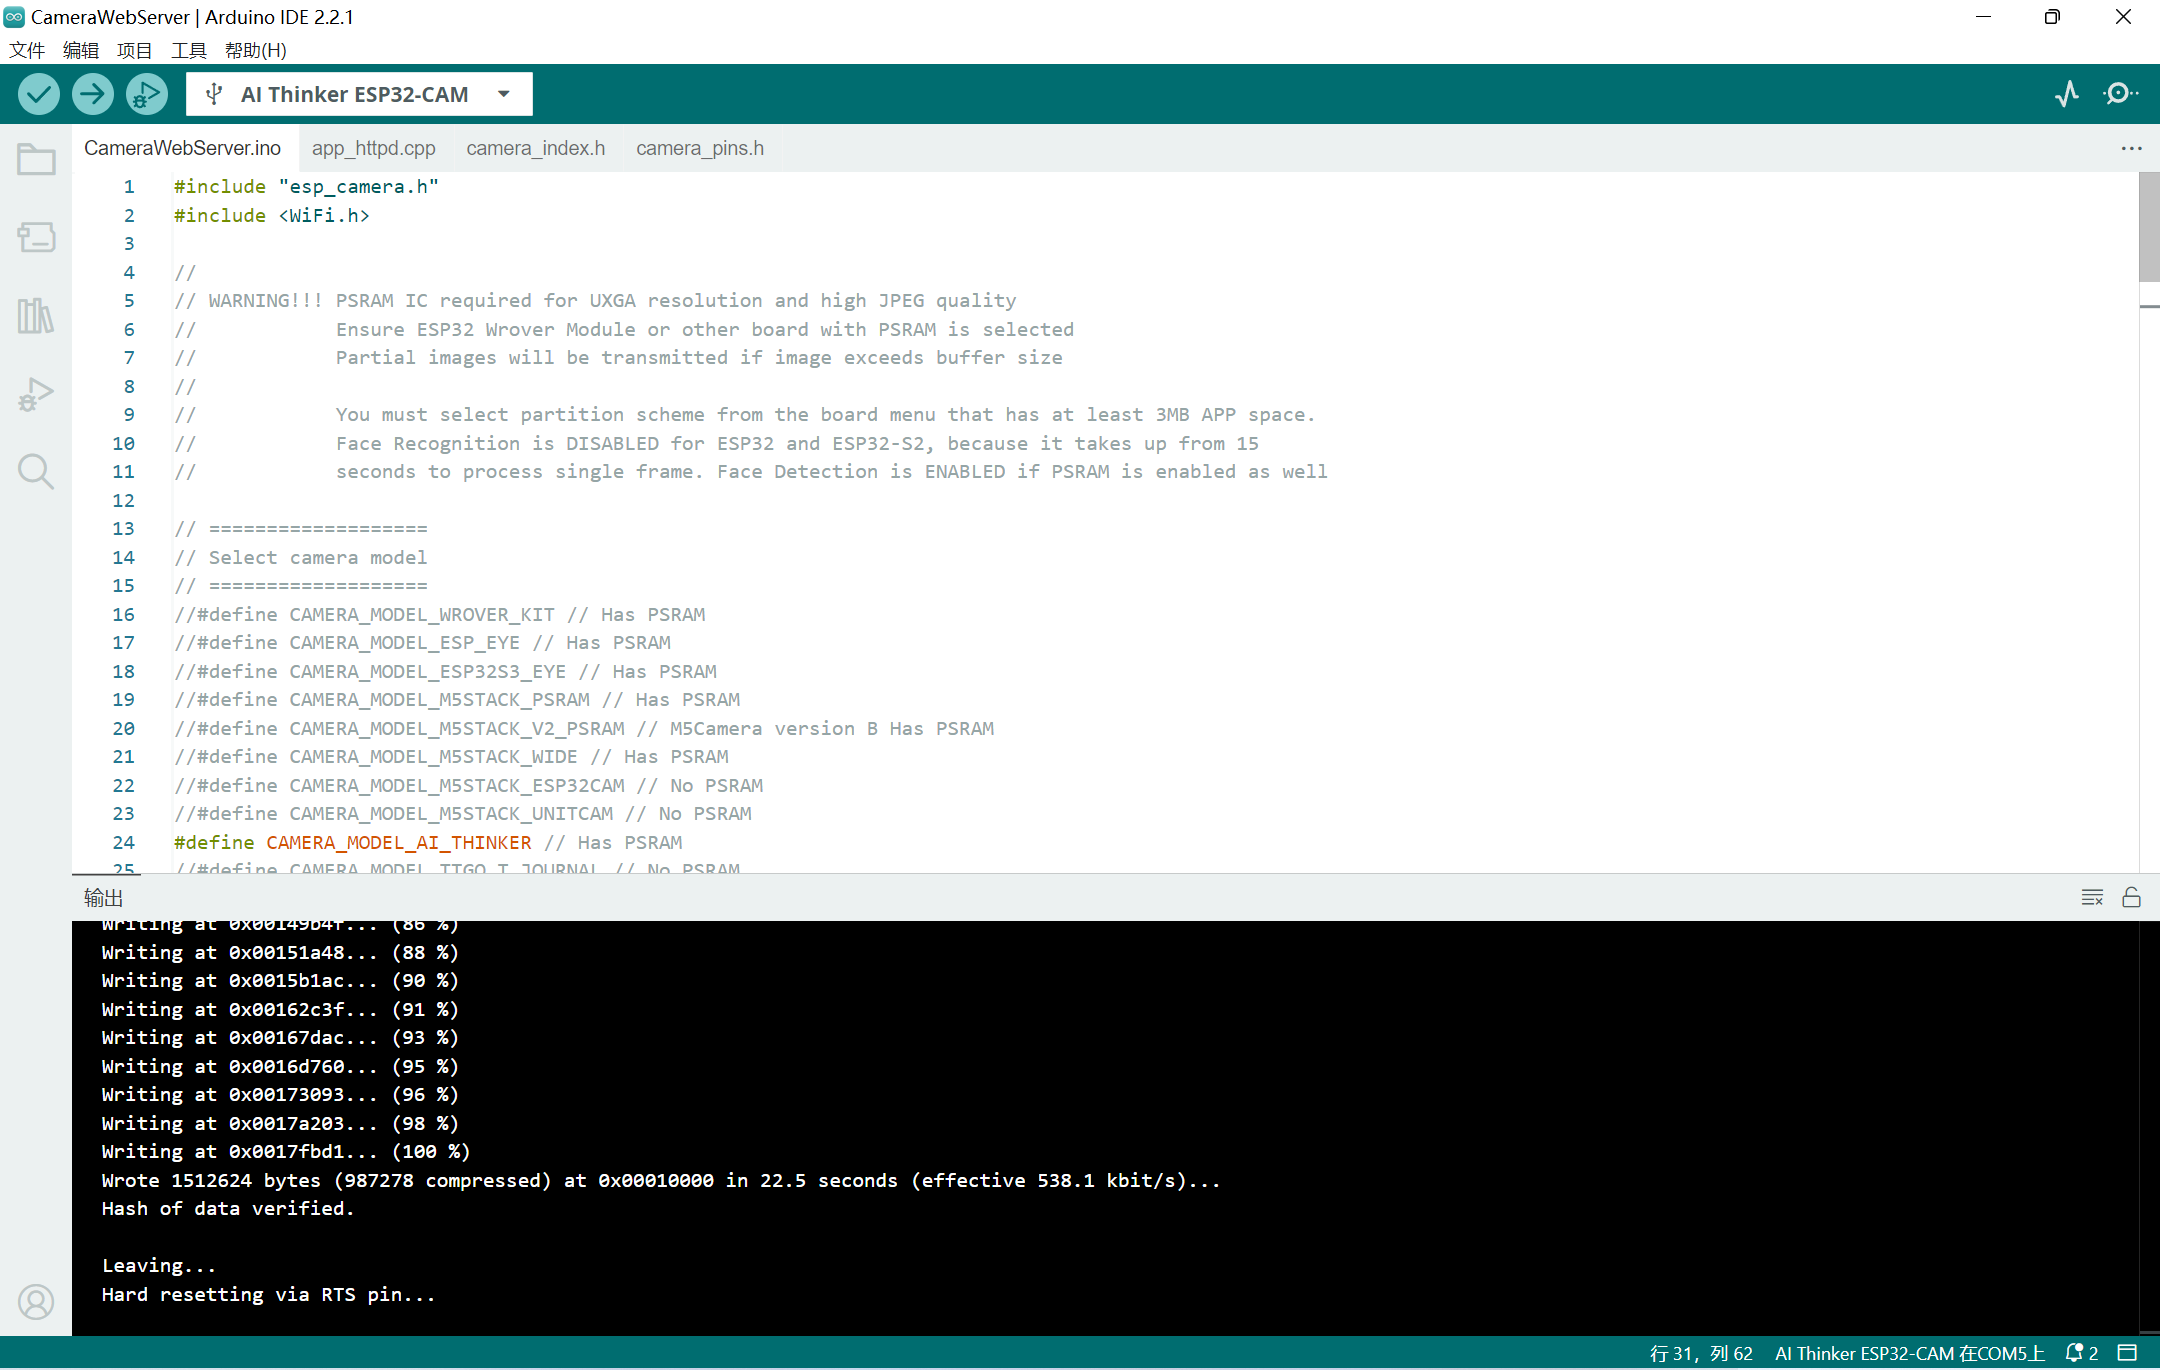 CameraWebServer | Arduino IDE 2.2.1
文件 编辑 项目 工具 帮助(H)
AI Thinker ESP32-CAM
CameraWebServer.ino app_httpd.cpp camera_index.h camera_pins.h
1 #include "esp_camera.h"
2 #include <WiFi.h>
3
4 //
5 // WARNING!!! PSRAM IC required for UXGA resolution and high JPEG quality
6 // Ensure ESP32 Wrover Module or other board with PSRAM is selected
7 // Partial images will be transmitted if image exceeds buffer size
8 //
9 // You must select partition scheme from the board menu that has at least 3MB APP space.
10 // Face Recognition is DISABLED for ESP32 and ESP32-S2, because it takes up from 15
11 // seconds to process single frame. Face Detection is ENABLED if PSRAM is enabled as well
12
13 // ===================
14 // Select camera model
15 // ===================
16 //#define CAMERA_MODEL_WROVER_KIT // Has PSRAM
17 //#define CAMERA_MODEL_ESP_EYE // Has PSRAM
18 //#define CAMERA_MODEL_ESP32S3_EYE // Has PSRAM
19 //#define CAMERA_MODEL_M5STACK_PSRAM // Has PSRAM
20 //#define CAMERA_MODEL_M5STACK_V2_PSRAM // M5Camera version B Has PSRAM
21 //#define CAMERA_MODEL_M5STACK_WIDE // Has PSRAM
22 //#define CAMERA_MODEL_M5STACK_ESP32CAM // No PSRAM
23 //#define CAMERA_MODEL_M5STACK_UNITCAM // No PSRAM
24 #define CAMERA_MODEL_AI_THINKER // Has PSRAM
25 //#define CAMERA_MODEL_TTGO_T_JOURNAL // No PSRAM
输出
Writing at 0x00149b4f... (86 %)
Writing at 0x00151a48... (88 %)
Writing at 0x0015b1ac... (90 %)
Writing at 0x00162c3f... (91 %)
Writing at 0x00167dac... (93 %)
Writing at 0x0016d760... (95 %)
Writing at 0x00173093... (96 %)
Writing at 0x0017a203... (98 %)
Writing at 0x0017fbd1... (100 %)
Wrote 1512624 bytes (987278 compressed) at 0x00010000 in 22.5 seconds (effective 538.1 kbit/s)...
Hash of data verified.

Leaving...
Hard resetting via RTS pin...
行 31，列 62 AI Thinker ESP32-CAM 在COM5上 2